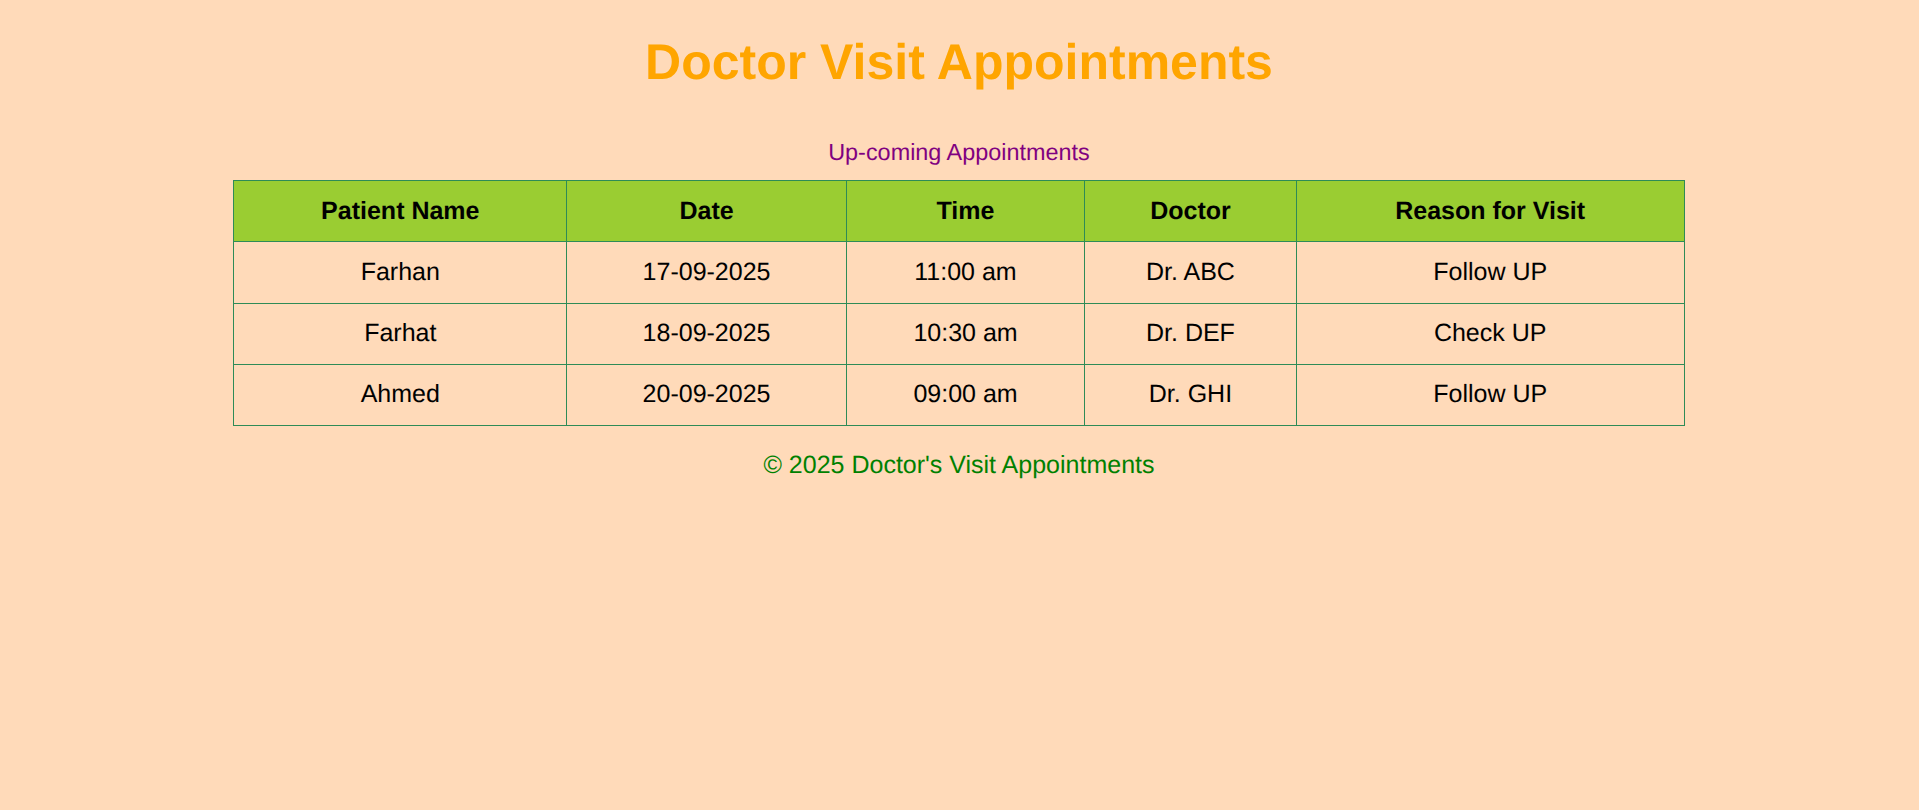 Doctor Visit Appointments
Up-coming Appointments
Patient Name Date Time Doctor Reason for Visit
Farhan 17-09-2025 11:00 am Dr. ABC Follow UP
Farhat 18-09-2025 10:30 am Dr. DEF Check UP
Ahmed 20-09-2025 09:00 am Dr. GHI Follow UP
© 2025 Doctor's Visit Appointments